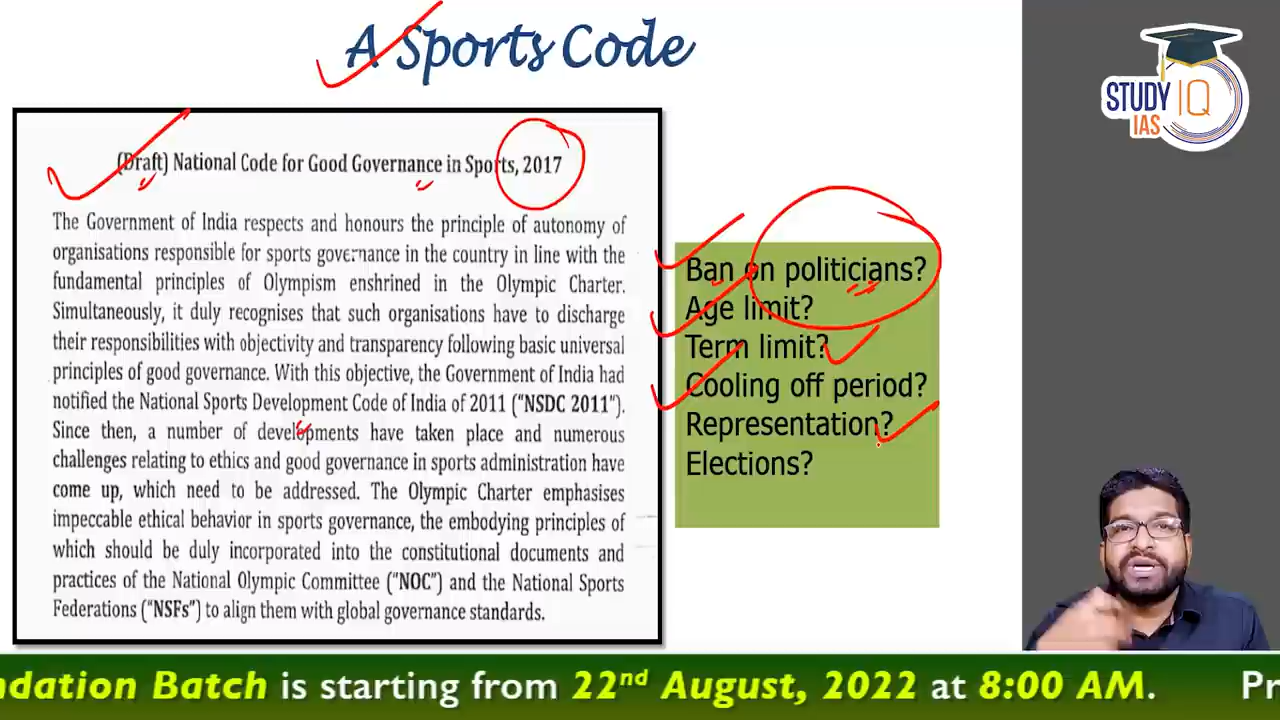 A Sports Code
STUDY IQ
IAS
(Draft) National Code for Good Governance in Sports, 2017
The Government of India respects and honours the principle of autonomy of
organisations responsible for sports governance in the country in line with the
fundamental principles of Olympism enshrined in the Olympic Charter.
Simultaneously, it duly recognises that such organisations have to discharge
their responsibilities with objectivity and transparency following basic universal
principles of good governance. With this objective, the Government of India had
notified the National Sports Development Code of India of 2011 (“NSDC 2011”).
Since then, a number of developments have taken place and numerous
challenges relating to ethics and good governance in sports administration have
come up, which need to be addressed. The Olympic Charter emphasises
impeccable ethical behavior in sports governance, the embodying principles of
which should be duly incorporated into the constitutional documents and
practices of the National Olympic Committee (“NOC”) and the National Sports
Federations (“NSFs”) to align them with global governance standards.
Ban on politicians?
Age limit?
Term limit?
Cooling off period?
Representation?
Elections?
ndation Batch is starting from 22nd August, 2022 at 8:00 AM. Pr